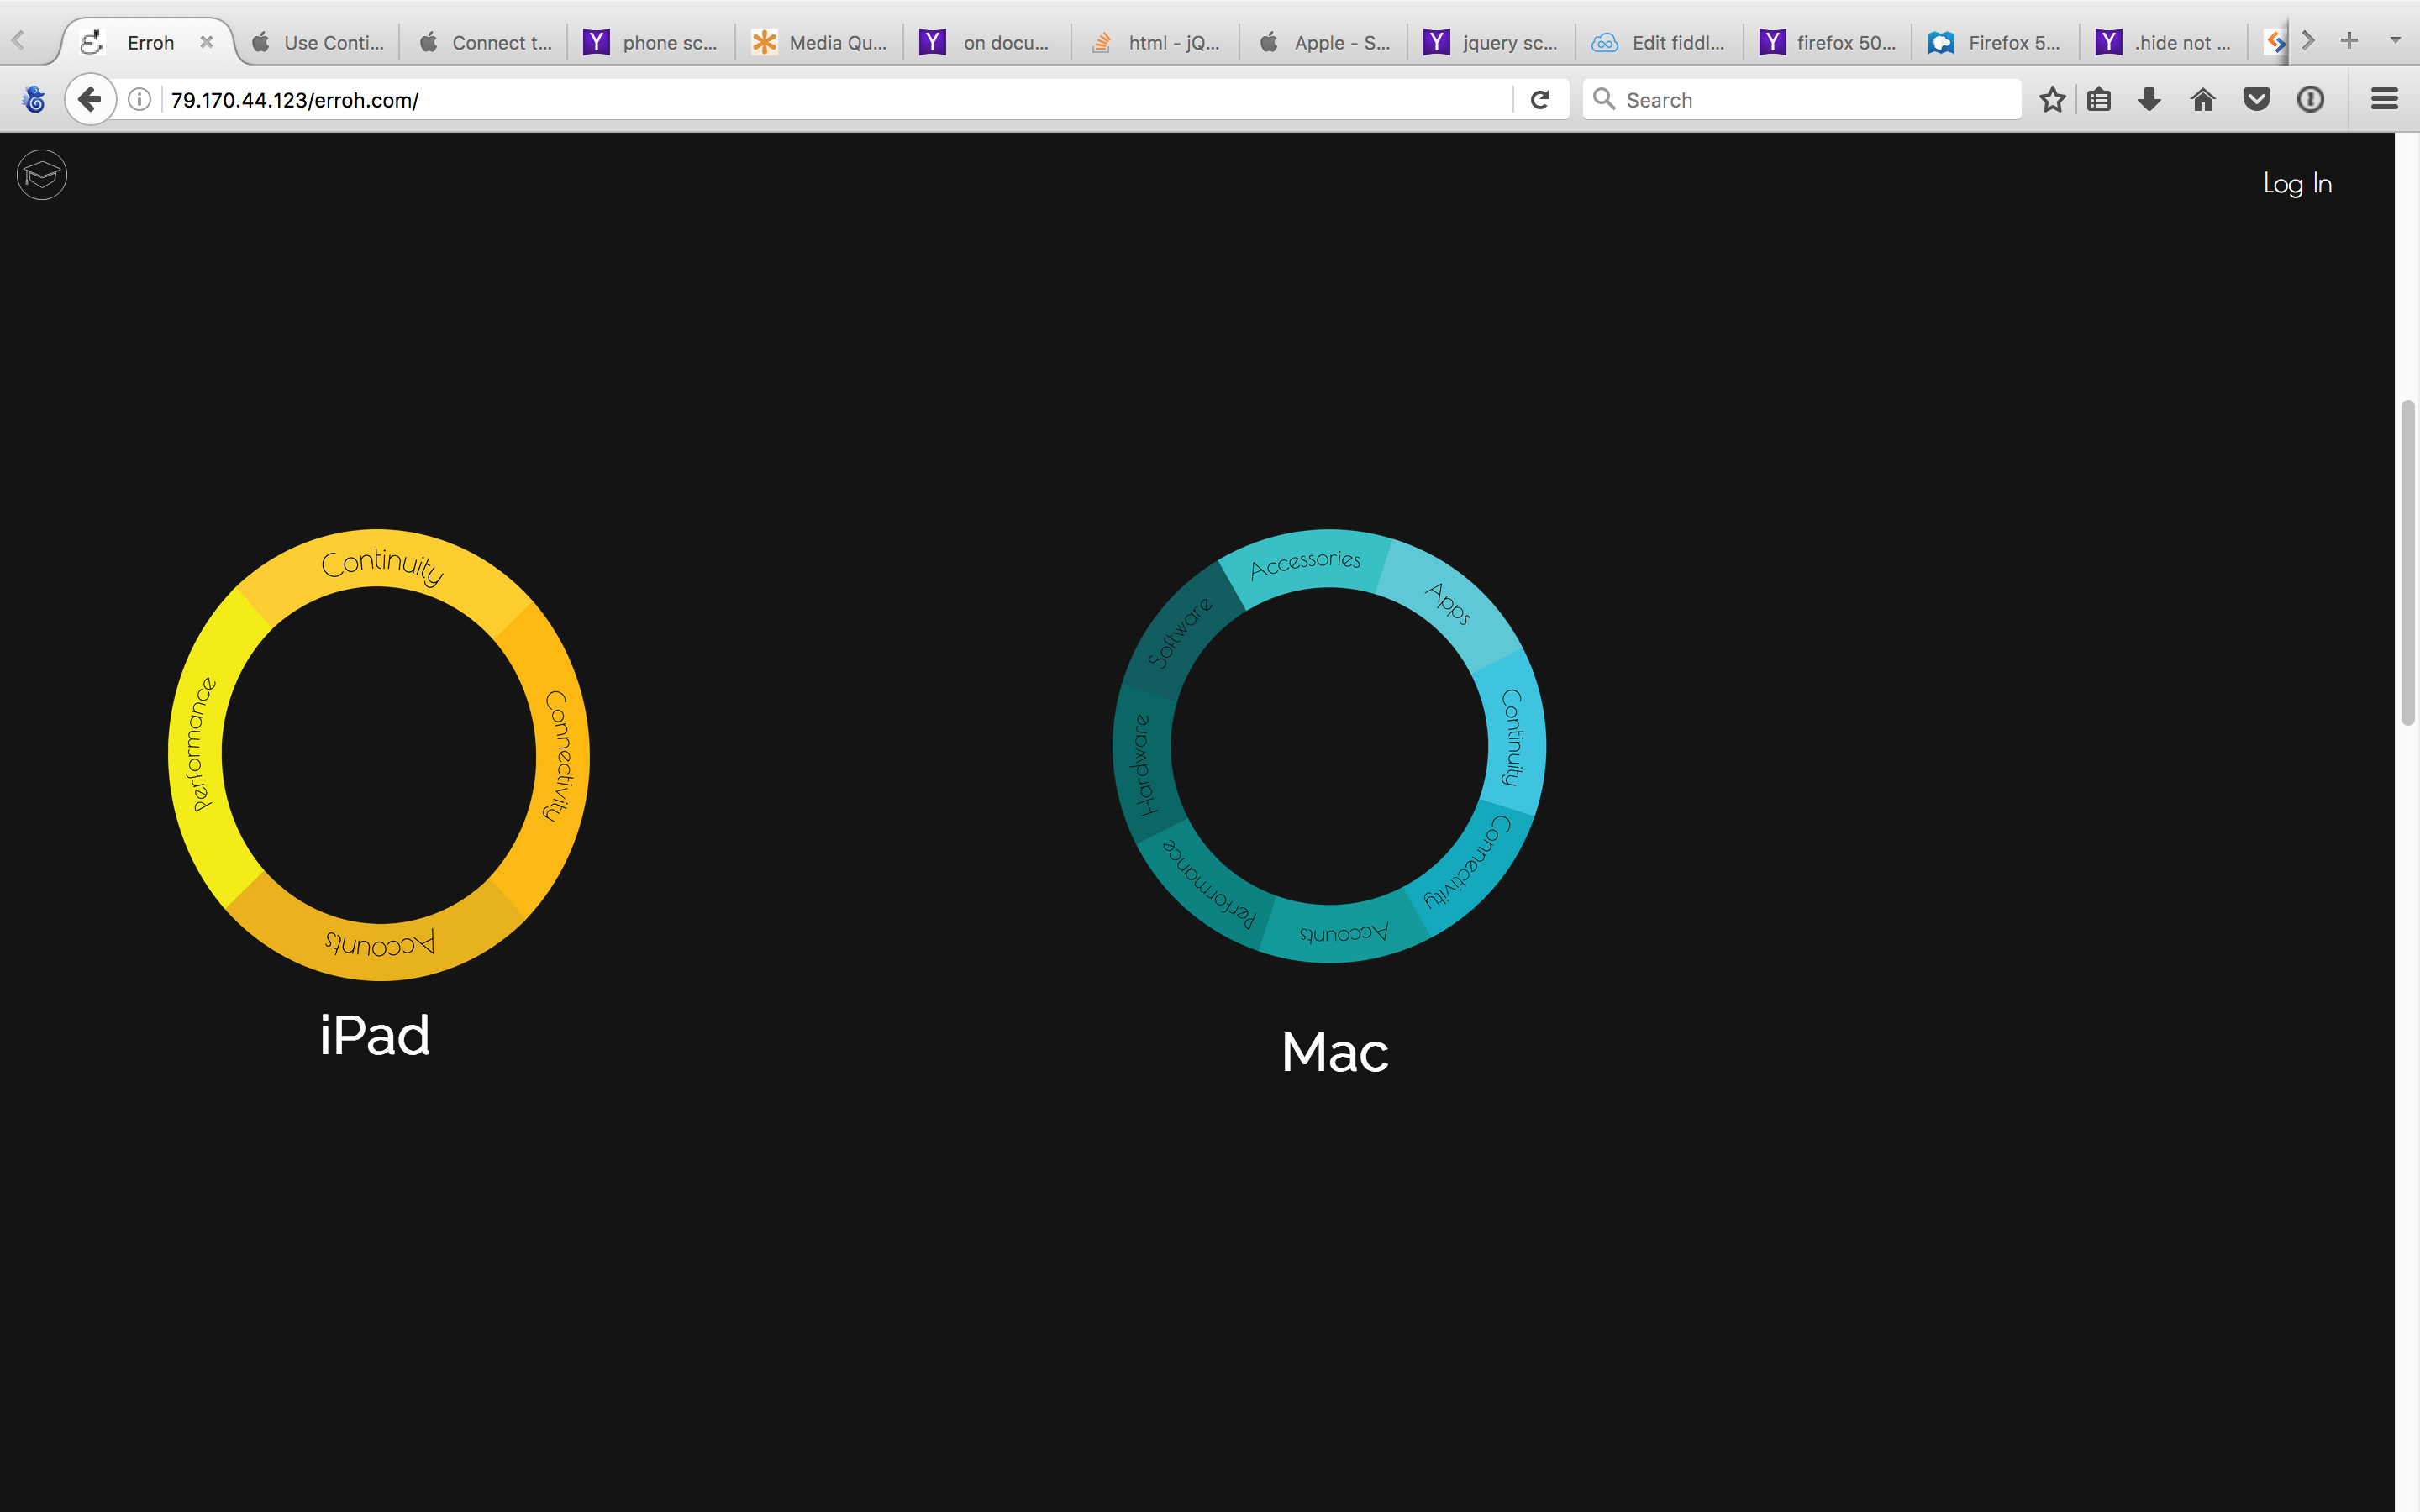 Erroh
Use Conti...
Connect t...
phone sc...
Media Qu...
on docu...
html - jQ...
Apple - S...
jquery sc...
Edit fiddl...
firefox 50...
Firefox 5...
.hide not ...
79.170.44.123/erroh.com/
Search
Log In
Continuity
Connectivity
Accounts
Performance
iPad
Accessories
Apps
Continuity
Connectivity
Accounts
Performance
Hardware
Software
Mac